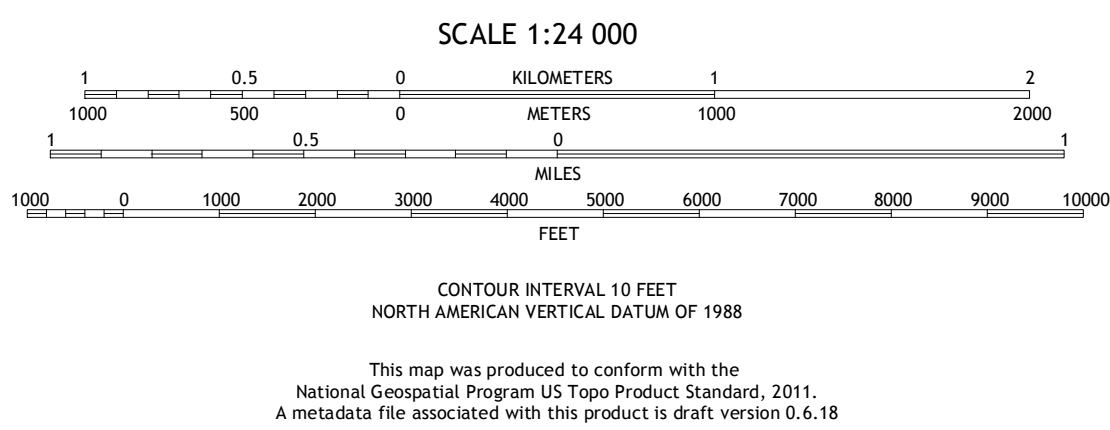 SCALE 1:24 000
1 0.5 0 KILOMETERS 1 2
1000 500 0 METERS 1000 2000
1 0.5 0 1
MILES
1000 0 1000 2000 3000 4000 5000 6000 7000 8000 9000 10000
FEET
CONTOUR INTERVAL 10 FEET
NORTH AMERICAN VERTICAL DATUM OF 1988
This map was produced to conform with the
National Geospatial Program US Topo Product Standard, 2011.
A metadata file associated with this product is draft version 0.6.18